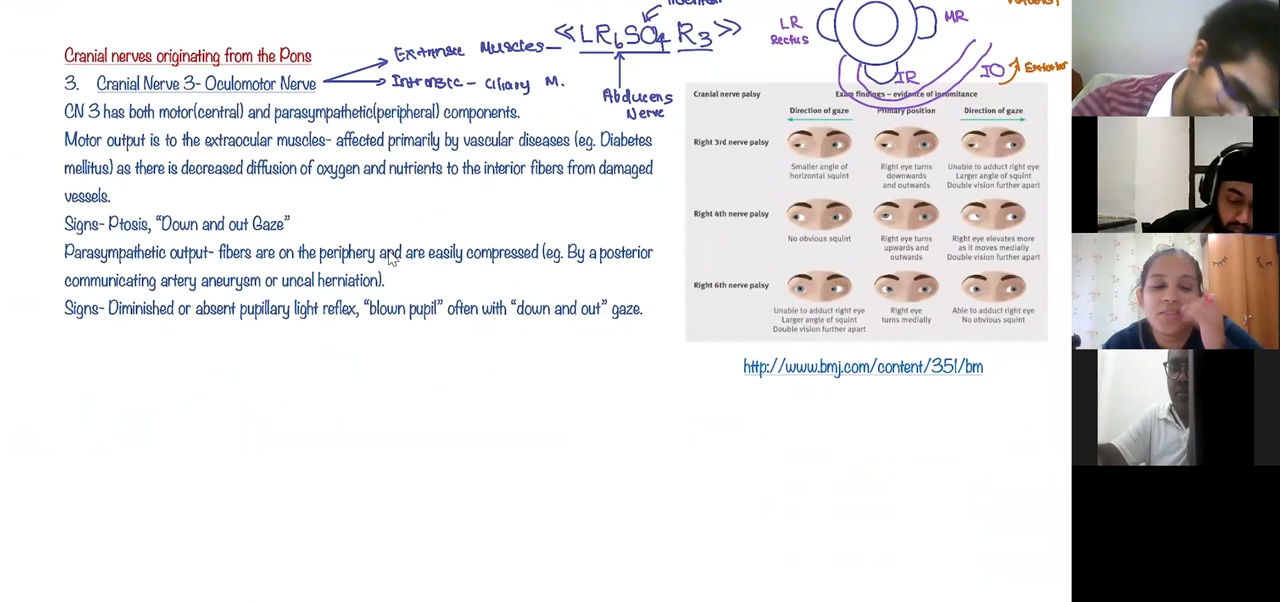 << LR6SO4 R3 >>
Cranial nerves originating from the Pons
3. Cranial Nerve 3- Oculomotor Nerve
Extrinsic Muscles-
Intrinsic - Ciliary M.
Abducens
Nerve
CN 3 has both motor(central) and parasympathetic(peripheral) components.
Motor output is to the extraocular muscles- affected primarily by vascular diseases (eg. Diabetes
mellitus) as there is decreased diffusion of oxygen and nutrients to the interior fibers from damaged
vessels.
Signs- Ptosis, “Down and out Gaze”
Parasympathetic output- fibers are on the periphery and are easily compressed (eg. By a posterior
communicating artery aneurysm or uncal herniation).
Signs- Diminished or absent pupillary light reflex, “blown pupil” often with “down and out” gaze.
LR
Rectus
MR
IR
IO
Cranial nerve palsy
Exam findings – evidence of incomitance
Direction of gaze
Primary position
Direction of gaze
Right 3rd nerve palsy
Smaller angle of
horizontal squint
Right eye turns
downwards
and outwards
Unable to adduct right eye
Larger angle of squint
Double vision further apart
Right 4th nerve palsy
No obvious squint
Right eye turns
upwards and
outwards
Right eye elevates more
as it moves medially
Double vision further apart
Right 6th nerve palsy
Unable to adduct right eye
Larger angle of squint
Double vision further apart
Right eye
turns medially
Able to adduct right eye
No obvious squint
http://www.bmj.com/content/351/bm